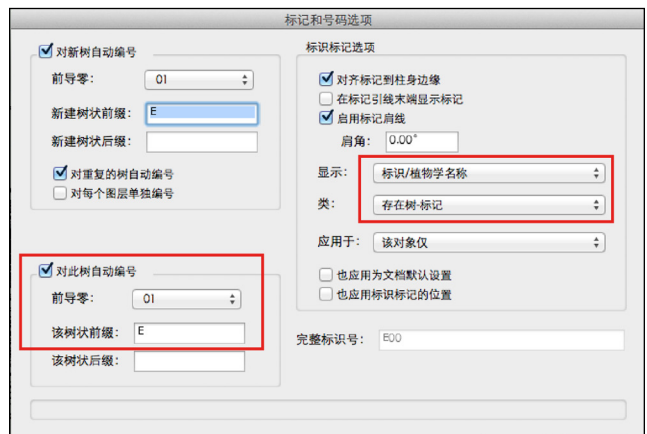 标记和号码选项
对新树自动编号
前导零: 01
新建树状前缀: E
新建树状后缀:
对重复的树自动编号
对每个图层单独编号
对此树自动编号
前导零: 01
该树状前缀: E
该树状后缀:
标识标记选项
对齐标记到柱身边缘
在标记引线末端显示标记
启用标记肩线
肩角: 0.00°
显示: 标识/植物学名称
类: 存在树-标记
应用于: 该对象仅
也应用为文档默认设置
也应用标识标记的位置
完整标识号: E00